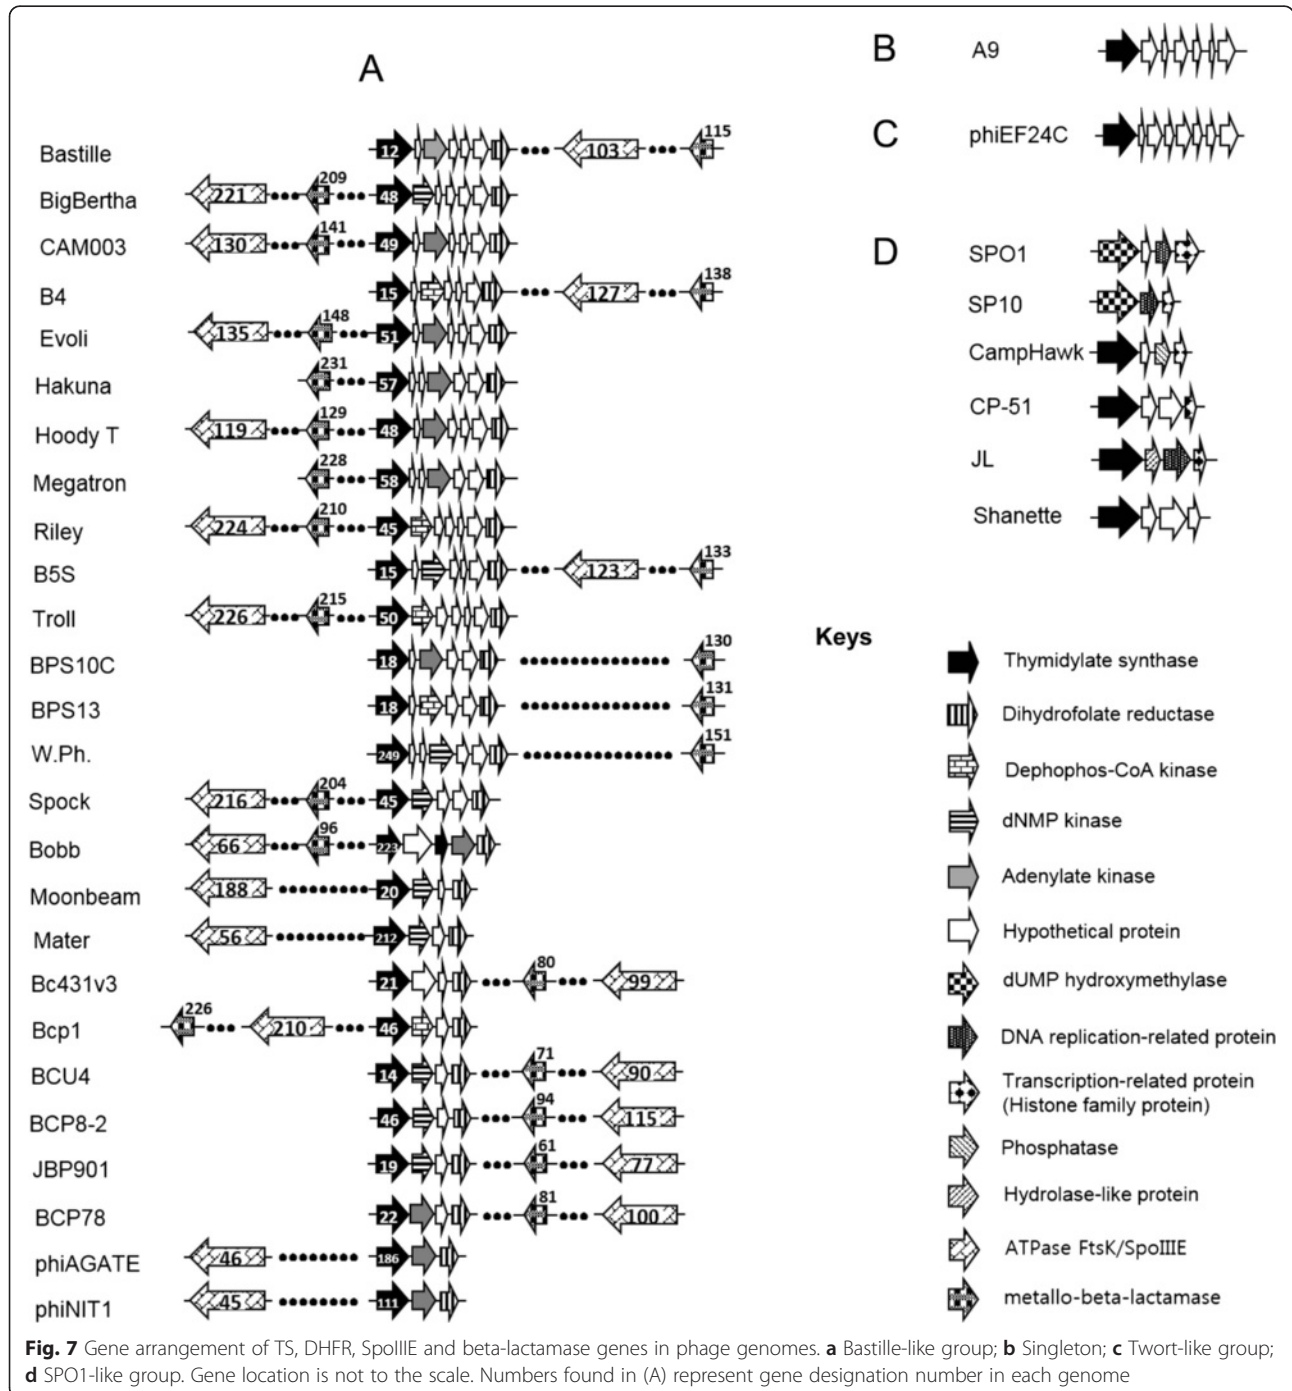 A
Bastille 12 103 115
BigBertha 221 209 48
CAM003 130 141 49
B4 15 127 138
Evoli 135 148 51
Hakuna 231 57
Hoody T 119 129 48
Megatron 228 58
Riley 224 210 45
B5S 15 123 133
Troll 226 215 50
BPS10C 18 130
BPS13 18 131
W.Ph. 249 151
Spock 216 204 45
Bobb 66 96 223
Moonbeam 188 20
Mater 56 212
Bc431v3 21 80 99
Bcp1 226 210 46
BCU4 14 71 90
BCP8-2 46 94 115
JBP901 19 61 77
BCP78 22 81 100
phiAGATE 46 186
phiNIT1 45 111
B A9
C phiEF24C
D SPO1
SP10
CampHawk
CP-51
JL
Shanette
Keys
Thymidylate synthase
Dihydrofolate reductase
Dephophos-CoA kinase
dNMP kinase
Adenylate kinase
Hypothetical protein
dUMP hydroxymethylase
DNA replication-related protein
Transcription-related protein
(Histone family protein)
Phosphatase
Hydrolase-like protein
ATPase FtsK/SpoIIIE
metallo-beta-lactamase
Fig. 7 Gene arrangement of TS, DHFR, SpoIIIE and beta-lactamase genes in phage genomes. a Bastille-like group; b Singleton; c Twort-like group;
d SPO1-like group. Gene location is not to the scale. Numbers found in (A) represent gene designation number in each genome